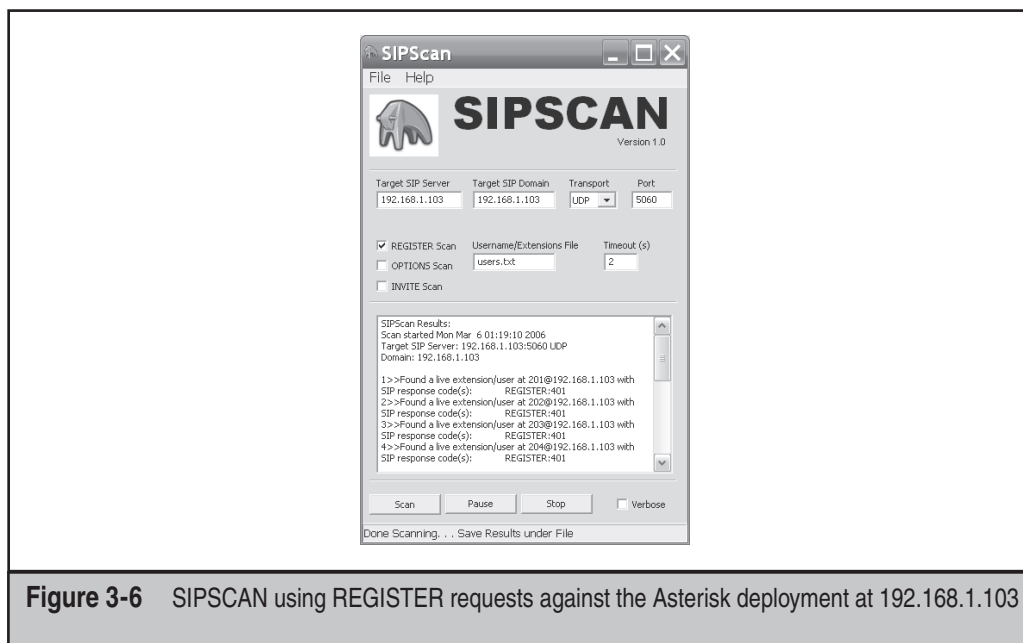 SIPScan
File Help
SIPSCAN
Version 1.0
Target SIP Server Target SIP Domain Transport Port
192.168.1.103 192.168.1.103 UDP 5060
REGISTER Scan Username/Extensions File Timeout (s)
OPTIONS Scan users.txt 2
INVITE Scan
SIPScan Results:
Scan started Mon Mar 6 01:19:10 2006
Target SIP Server: 192.168.1.103:5060 UDP
Domain: 192.168.1.103
1>>Found a live extension/user at 201@192.168.1.103 with
SIP response code(s): REGISTER:401
2>>Found a live extension/user at 202@192.168.1.103 with
SIP response code(s): REGISTER:401
3>>Found a live extension/user at 203@192.168.1.103 with
SIP response code(s): REGISTER:401
4>>Found a live extension/user at 204@192.168.1.103 with
SIP response code(s): REGISTER:401
Scan Pause Stop Verbose
Done Scanning. . . Save Results under File
Figure 3-6 SIPSCAN using REGISTER requests against the Asterisk deployment at 192.168.1.103